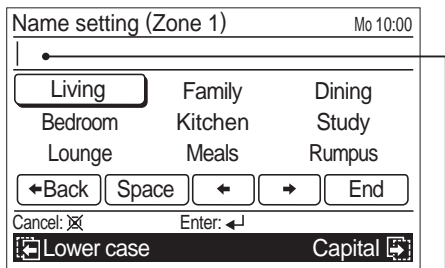 Name setting (Zone 1) Mo 10:00
Living Family Dining
Bedroom Kitchen Study
Lounge Meals Rumpus
←Back Space ← → End
Cancel: Enter:
Lower case Capital